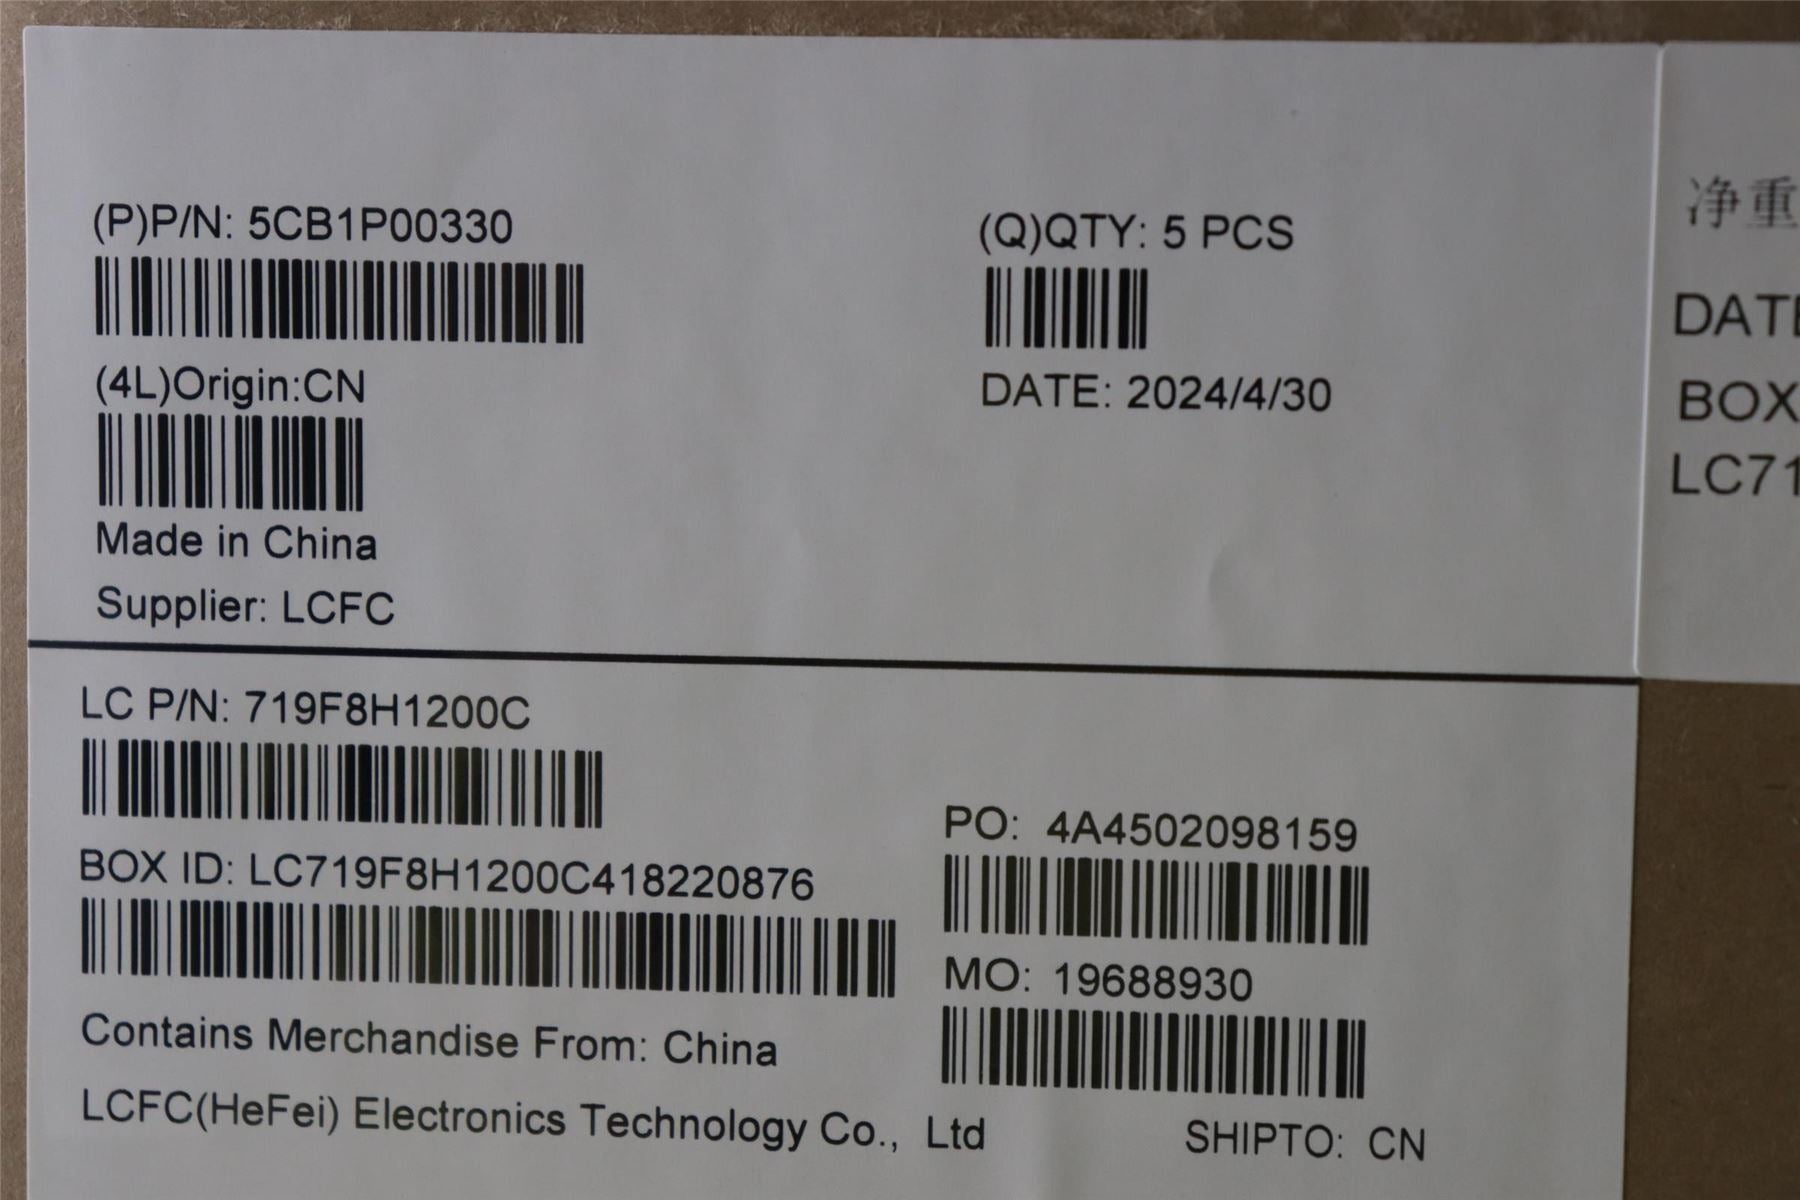 (P)P/N: 5CB1P00330
(Q)QTY: 5 PCS
(4L)Origin:CN
DATE: 2024/4/30
Made in China
Supplier: LCFC
LC P/N: 719F8H1200C
PO: 4A4502098159
BOX ID: LC719F8H1200C418220876
MO: 19688930
Contains Merchandise From: China
LCFC(HeFei) Electronics Technology Co., Ltd
SHIPTO: CN
净重
DATE
BOX
LC71